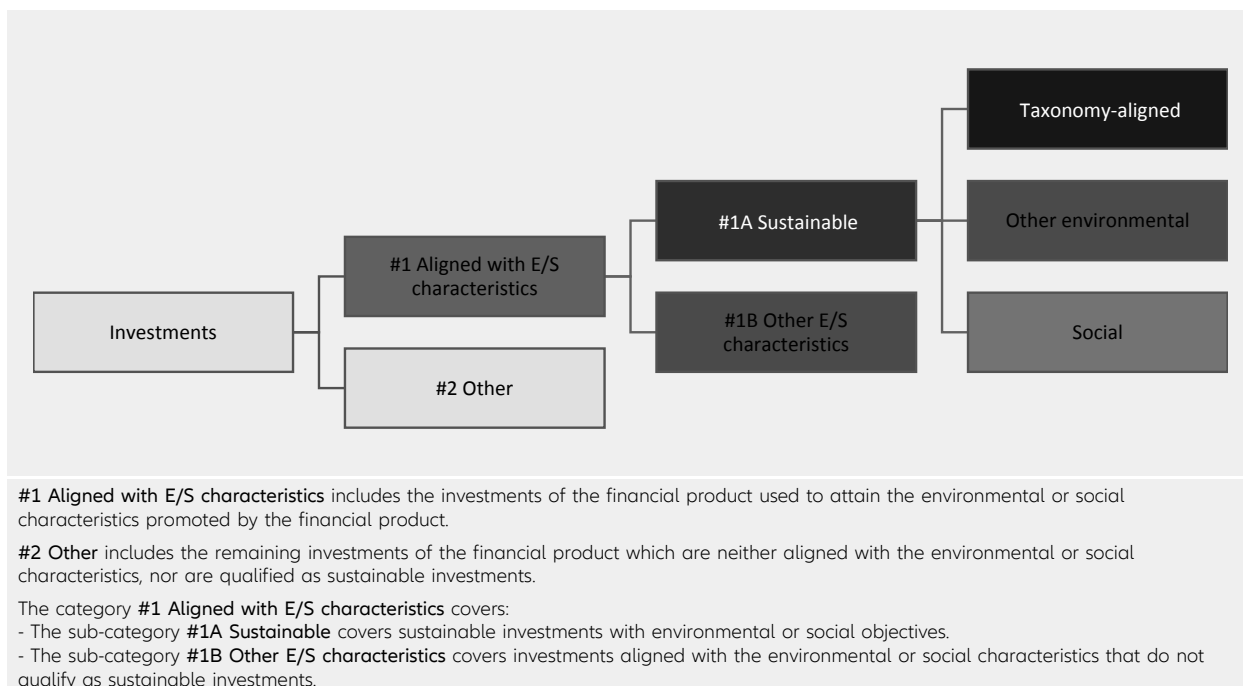 Taxonomy-aligned
#1A Sustainable
Other environmental
#1 Aligned with E/S
characteristics
Investments
#1B Other E/S
characteristics
Social
#2 Other
#1 Aligned with E/S characteristics includes the investments of the financial product used to attain the environmental or social
characteristics promoted by the financial product.
#2 Other includes the remaining investments of the financial product which are neither aligned with the environmental or social
characteristics, nor are qualified as sustainable investments.
The category #1 Aligned with E/S characteristics covers:
- The sub-category #1A Sustainable covers sustainable investments with environmental or social objectives.
- The sub-category #1B Other E/S characteristics covers investments aligned with the environmental or social characteristics that do not
qualify as sustainable investments.